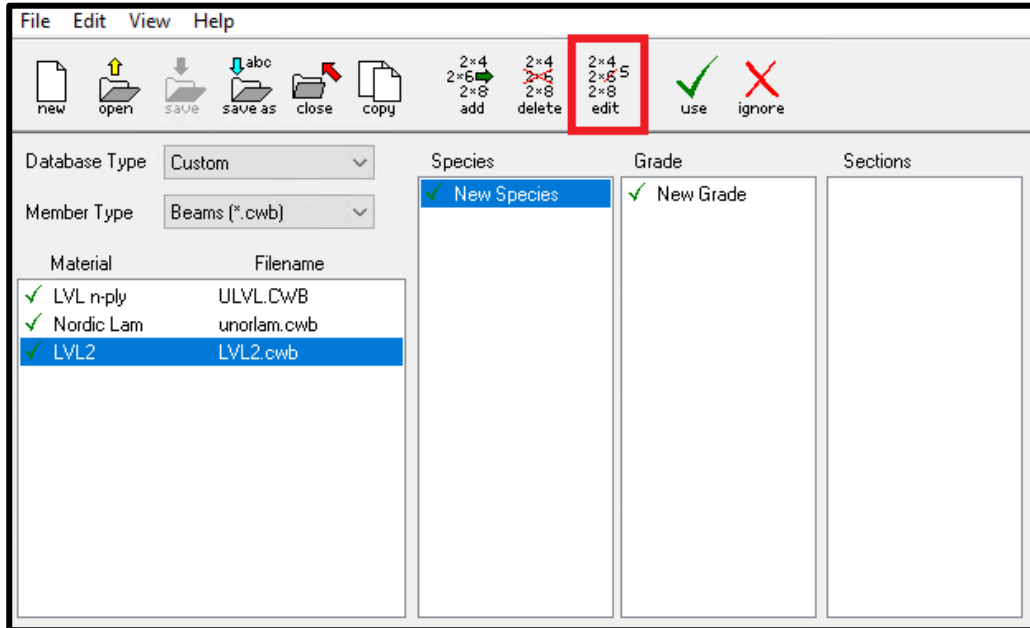 File Edit View Help
abc
2×4 2×4 2×4
2×6 2×6 2×6 5
2×8 2×8 2×8
new open save save as close copy add delete edit use ignore
Database Type Custom
Member Type Beams (*.cwb)
Material Filename
LVL n-ply ULVL.CWB
Nordic Lam unorlam.cwb
LVL2 LVL2.cwb
Species Grade Sections
New Species New Grade